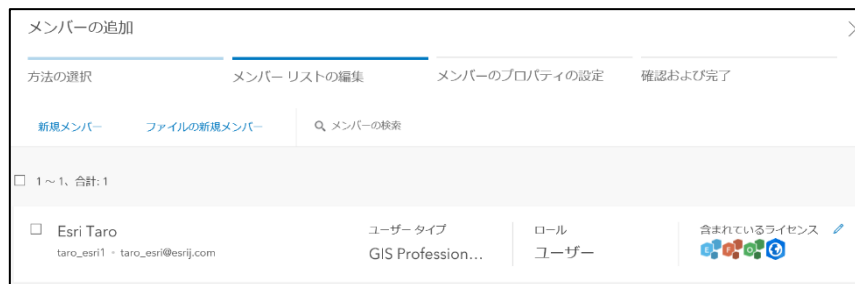 メンバーの追加
方法の選択
メンバー リストの編集
メンバーのプロパティの設定
確認および完了
新規メンバー
ファイルの新規メンバー
メンバーの検索
1 ～ 1、合計: 1
Esri Taro
taro_esri1 • taro_esri@esrij.com
ユーザー タイプ
GIS Profession...
ロール
ユーザー
含まれているライセンス
E F O